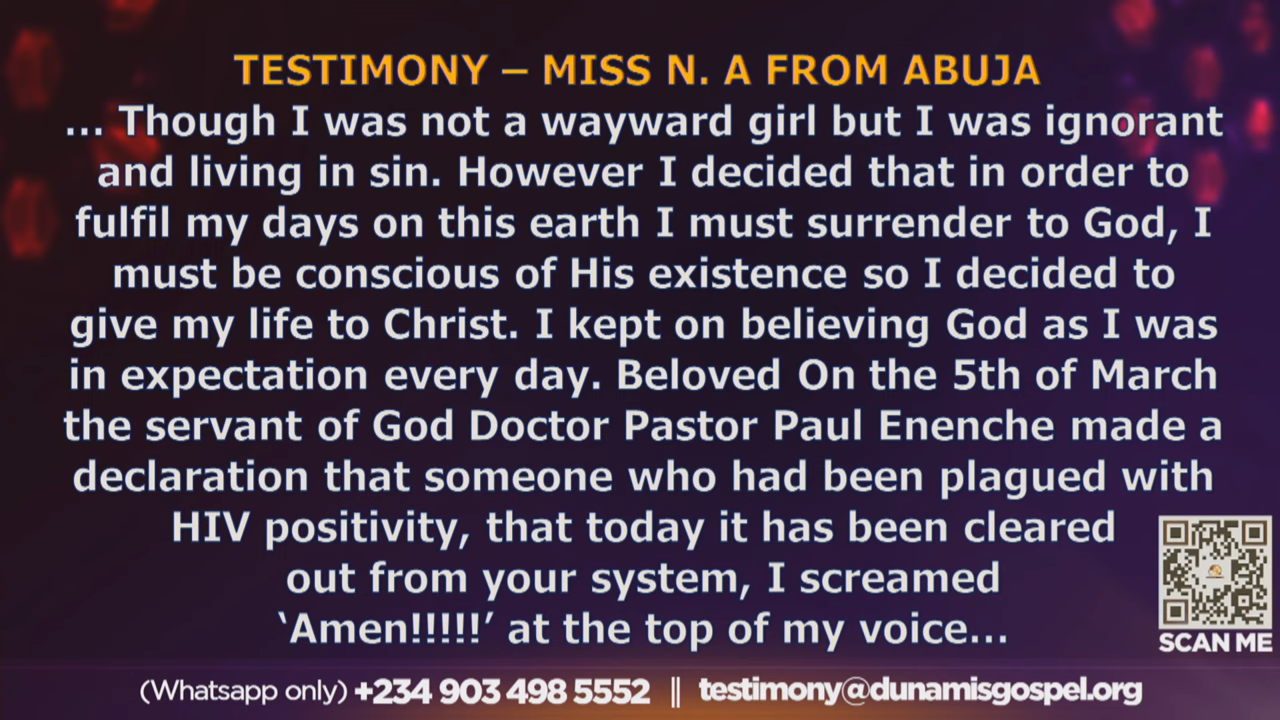 TESTIMONY – MISS N. A FROM ABUJA
... Though I was not a wayward girl but I was ignorant
and living in sin. However I decided that in order to
fulfil my days on this earth I must surrender to God, I
must be conscious of His existence so I decided to
give my life to Christ. I kept on believing God as I was
in expectation every day. Beloved On the 5th of March
the servant of God Doctor Pastor Paul Enenche made a
declaration that someone who had been plagued with
HIV positivity, that today it has been cleared
out from your system, I screamed
‘Amen!!!!!’ at the top of my voice...
SCAN ME
(Whatsapp only) +234 903 498 5552 || testimony@dunamisgospel.org